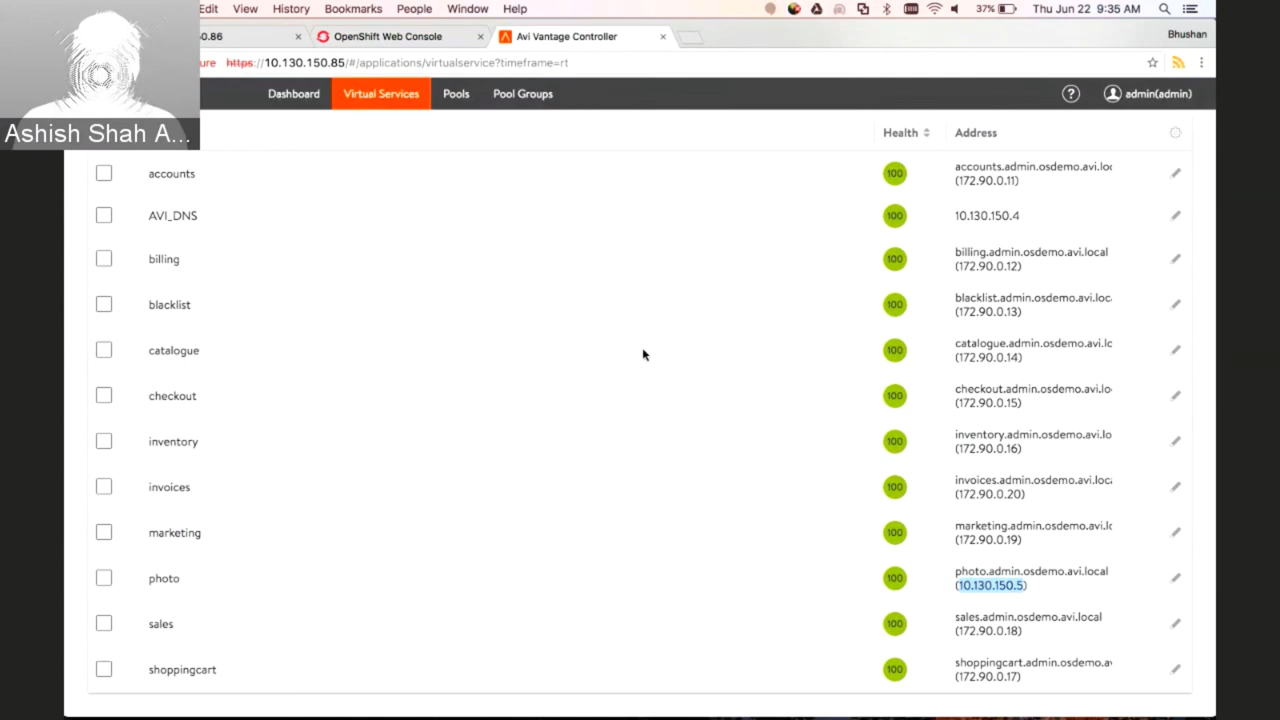 Edit View History Bookmarks People Window Help 37% Thu Jun 22 9:35 AM
0.86 × OpenShift Web Console × Avi Vantage Controller × Bhushan
ure https://10.130.150.85/#/applications/virtualservice?timeframe=rt
Dashboard Virtual Services Pools Pool Groups ? admin(admin)
Ashish Shah A...
Health Address
accounts 100 accounts.admin.osdemo.avi.loc
(172.90.0.11)
AVI_DNS 100 10.130.150.4
billing 100 billing.admin.osdemo.avi.local
(172.90.0.12)
blacklist 100 blacklist.admin.osdemo.avi.loc
(172.90.0.13)
catalogue 100 catalogue.admin.osdemo.avi.lc
(172.90.0.14)
checkout 100 checkout.admin.osdemo.avi.lo
(172.90.0.15)
inventory 100 inventory.admin.osdemo.avi.lo
(172.90.0.16)
invoices 100 invoices.admin.osdemo.avi.loca
(172.90.0.20)
marketing 100 marketing.admin.osdemo.avi.lc
(172.90.0.19)
photo 100 photo.admin.osdemo.avi.local
(10.130.150.5)
sales 100 sales.admin.osdemo.avi.local
(172.90.0.18)
shoppingcart 100 shoppingcart.admin.osdemo.av
(172.90.0.17)